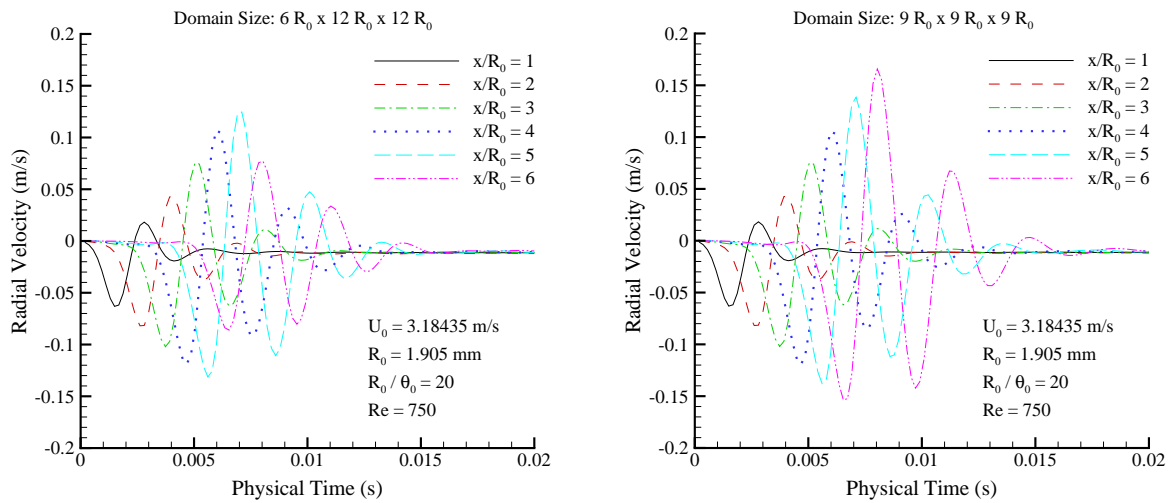 Domain Size: 6 R₀ x 12 R₀ x 12 R₀
0.2
0.15
0.1
0.05
0
-0.05
-0.1
-0.15
-0.2
Radial Velocity (m/s)
x/R₀ = 1
x/R₀ = 2
x/R₀ = 3
x/R₀ = 4
x/R₀ = 5
x/R₀ = 6
U₀ = 3.18435 m/s
R₀ = 1.905 mm
R₀ / θ₀ = 20
Re = 750
0 0.005 0.01 0.015 0.02
Physical Time (s)
Domain Size: 9 R₀ x 9 R₀ x 9 R₀
0.2
0.15
0.1
0.05
0
-0.05
-0.1
-0.15
-0.2
Radial Velocity (m/s)
x/R₀ = 1
x/R₀ = 2
x/R₀ = 3
x/R₀ = 4
x/R₀ = 5
x/R₀ = 6
U₀ = 3.18435 m/s
R₀ = 1.905 mm
R₀ / θ₀ = 20
Re = 750
0 0.005 0.01 0.015 0.02
Physical Time (s)